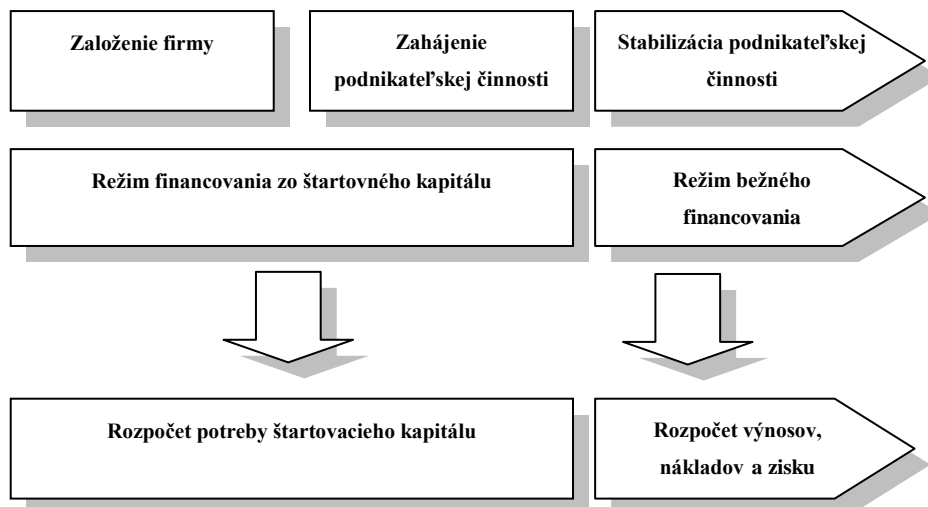 Založenie firmy
Zahájenie
podnikateľskej činnosti
Stabilizácia podnikateľskej
činnosti
Režim financovania zo štartovného kapitálu
Režim bežného
financovania
Rozpočet potreby štartovacieho kapitálu
Rozpočet výnosov,
nákladov a zisku